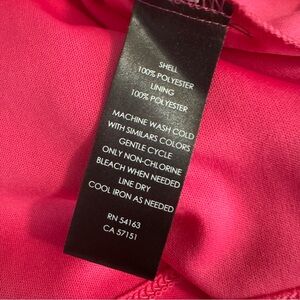 SHELL
100% POLYESTER
LINING
100% POLYESTER
MACHINE WASH COLD
WITH SIMILARS COLORS
GENTLE CYCLE
ONLY NON-CHLORINE
BLEACH WHEN NEEDED
LINE DRY
COOL IRON AS NEEDED
RN 54163
CA 57151